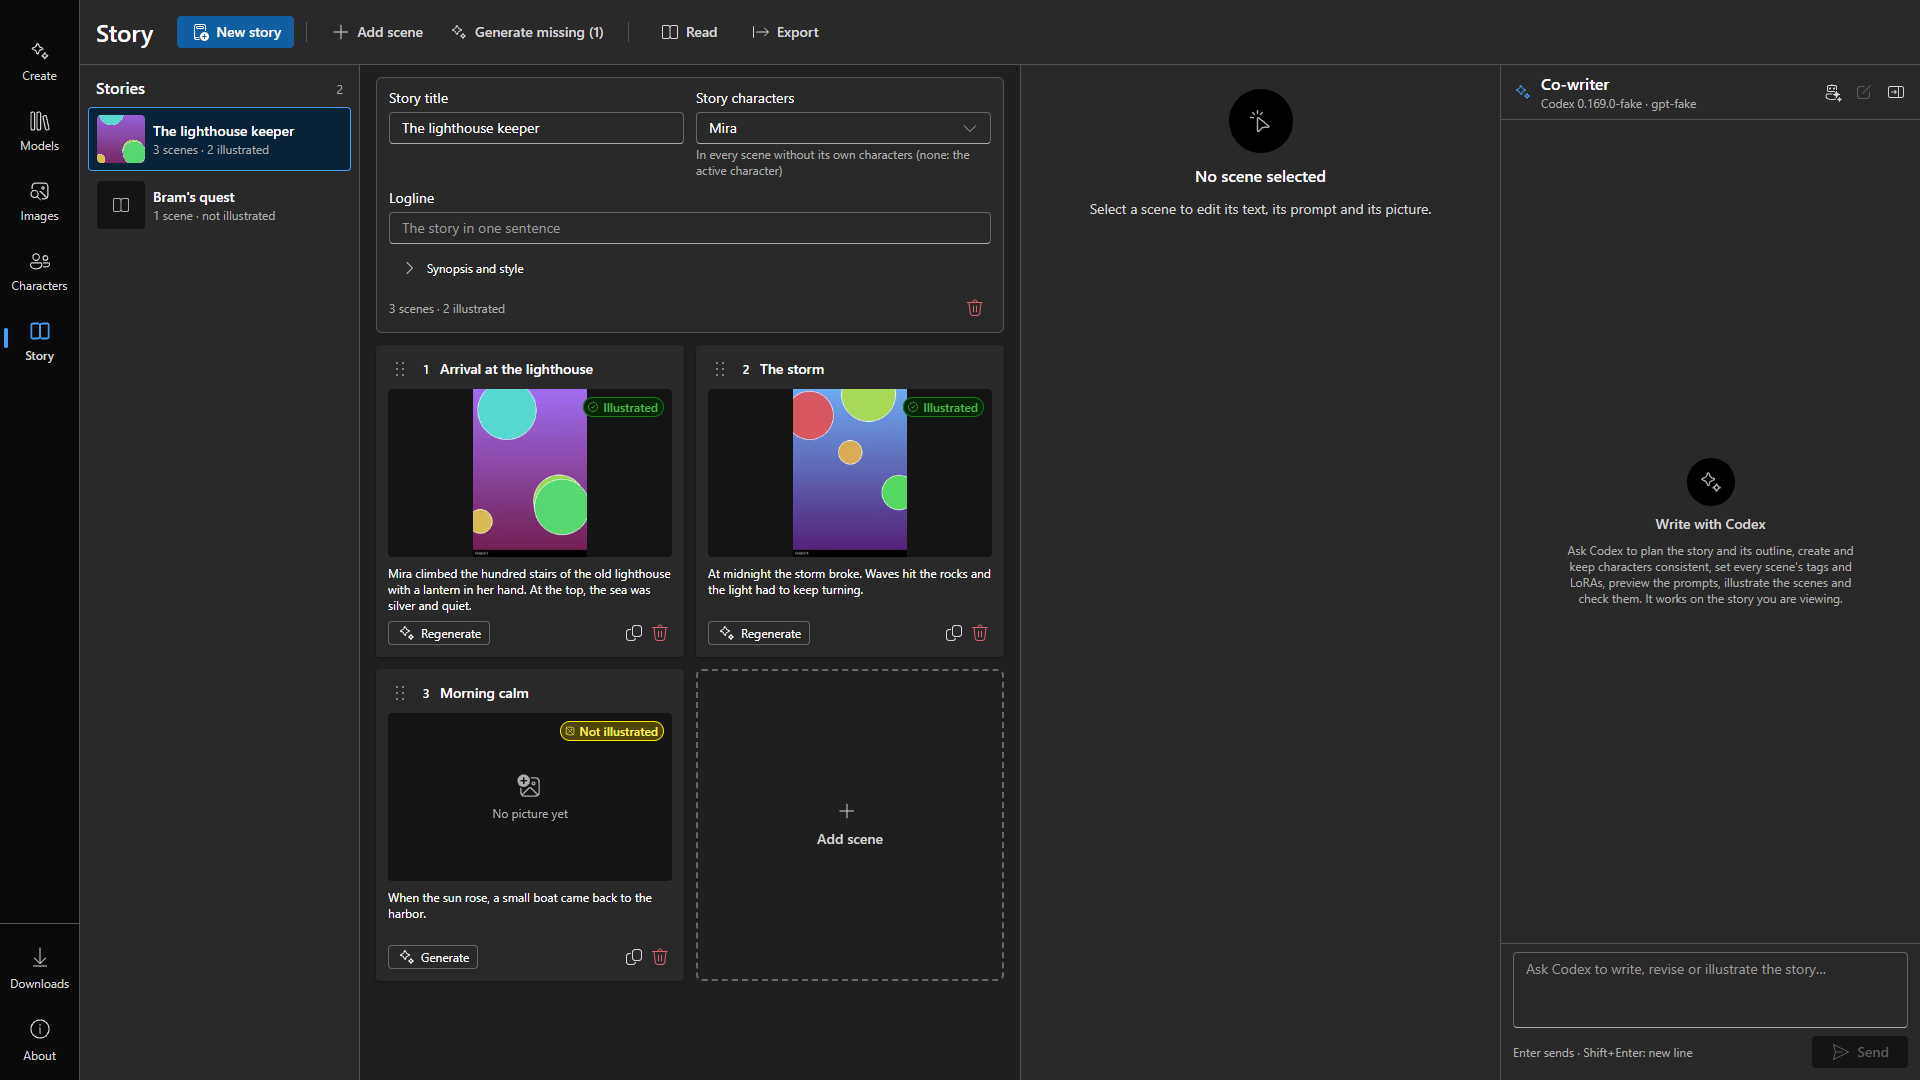 Create
Models
Images
Characters
Story
Downloads
About
Story
New story
Add scene
Generate missing (1)
Read
Export
Stories
2
The lighthouse keeper
3 scenes · 2 illustrated
Bram's quest
1 scene · not illustrated
Story title
The lighthouse keeper
Story characters
Mira
In every scene without its own characters (none: the
active character)
Logline
The story in one sentence
Synopsis and style
3 scenes · 2 illustrated
1 Arrival at the lighthouse
Illustrated
Mira climbed the hundred stairs of the old lighthouse
with a lantern in her hand. At the top, the sea was
silver and quiet.
Regenerate
2 The storm
Illustrated
At midnight the storm broke. Waves hit the rocks and
the light had to keep turning.
Regenerate
3 Morning calm
Not illustrated
No picture yet
When the sun rose, a small boat came back to the
harbor.
Generate
Add scene
No scene selected
Select a scene to edit its text, its prompt and its picture.
Co-writer
Codex 0.169.0-fake · gpt-fake
Write with Codex
Ask Codex to plan the story and its outline, create and
keep characters consistent, set every scene's tags and
LoRAs, preview the prompts, illustrate the scenes and
check them. It works on the story you are viewing.
Ask Codex to write, revise or illustrate the story...
Enter sends · Shift+Enter: new line
Send